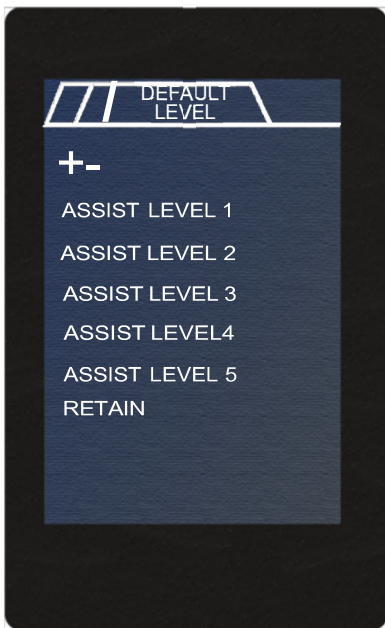 DEFAULT
LEVEL
+-
ASSIST LEVEL 1
ASSIST LEVEL 2
ASSIST LEVEL 3
ASSIST LEVEL4
ASSIST LEVEL 5
RETAIN